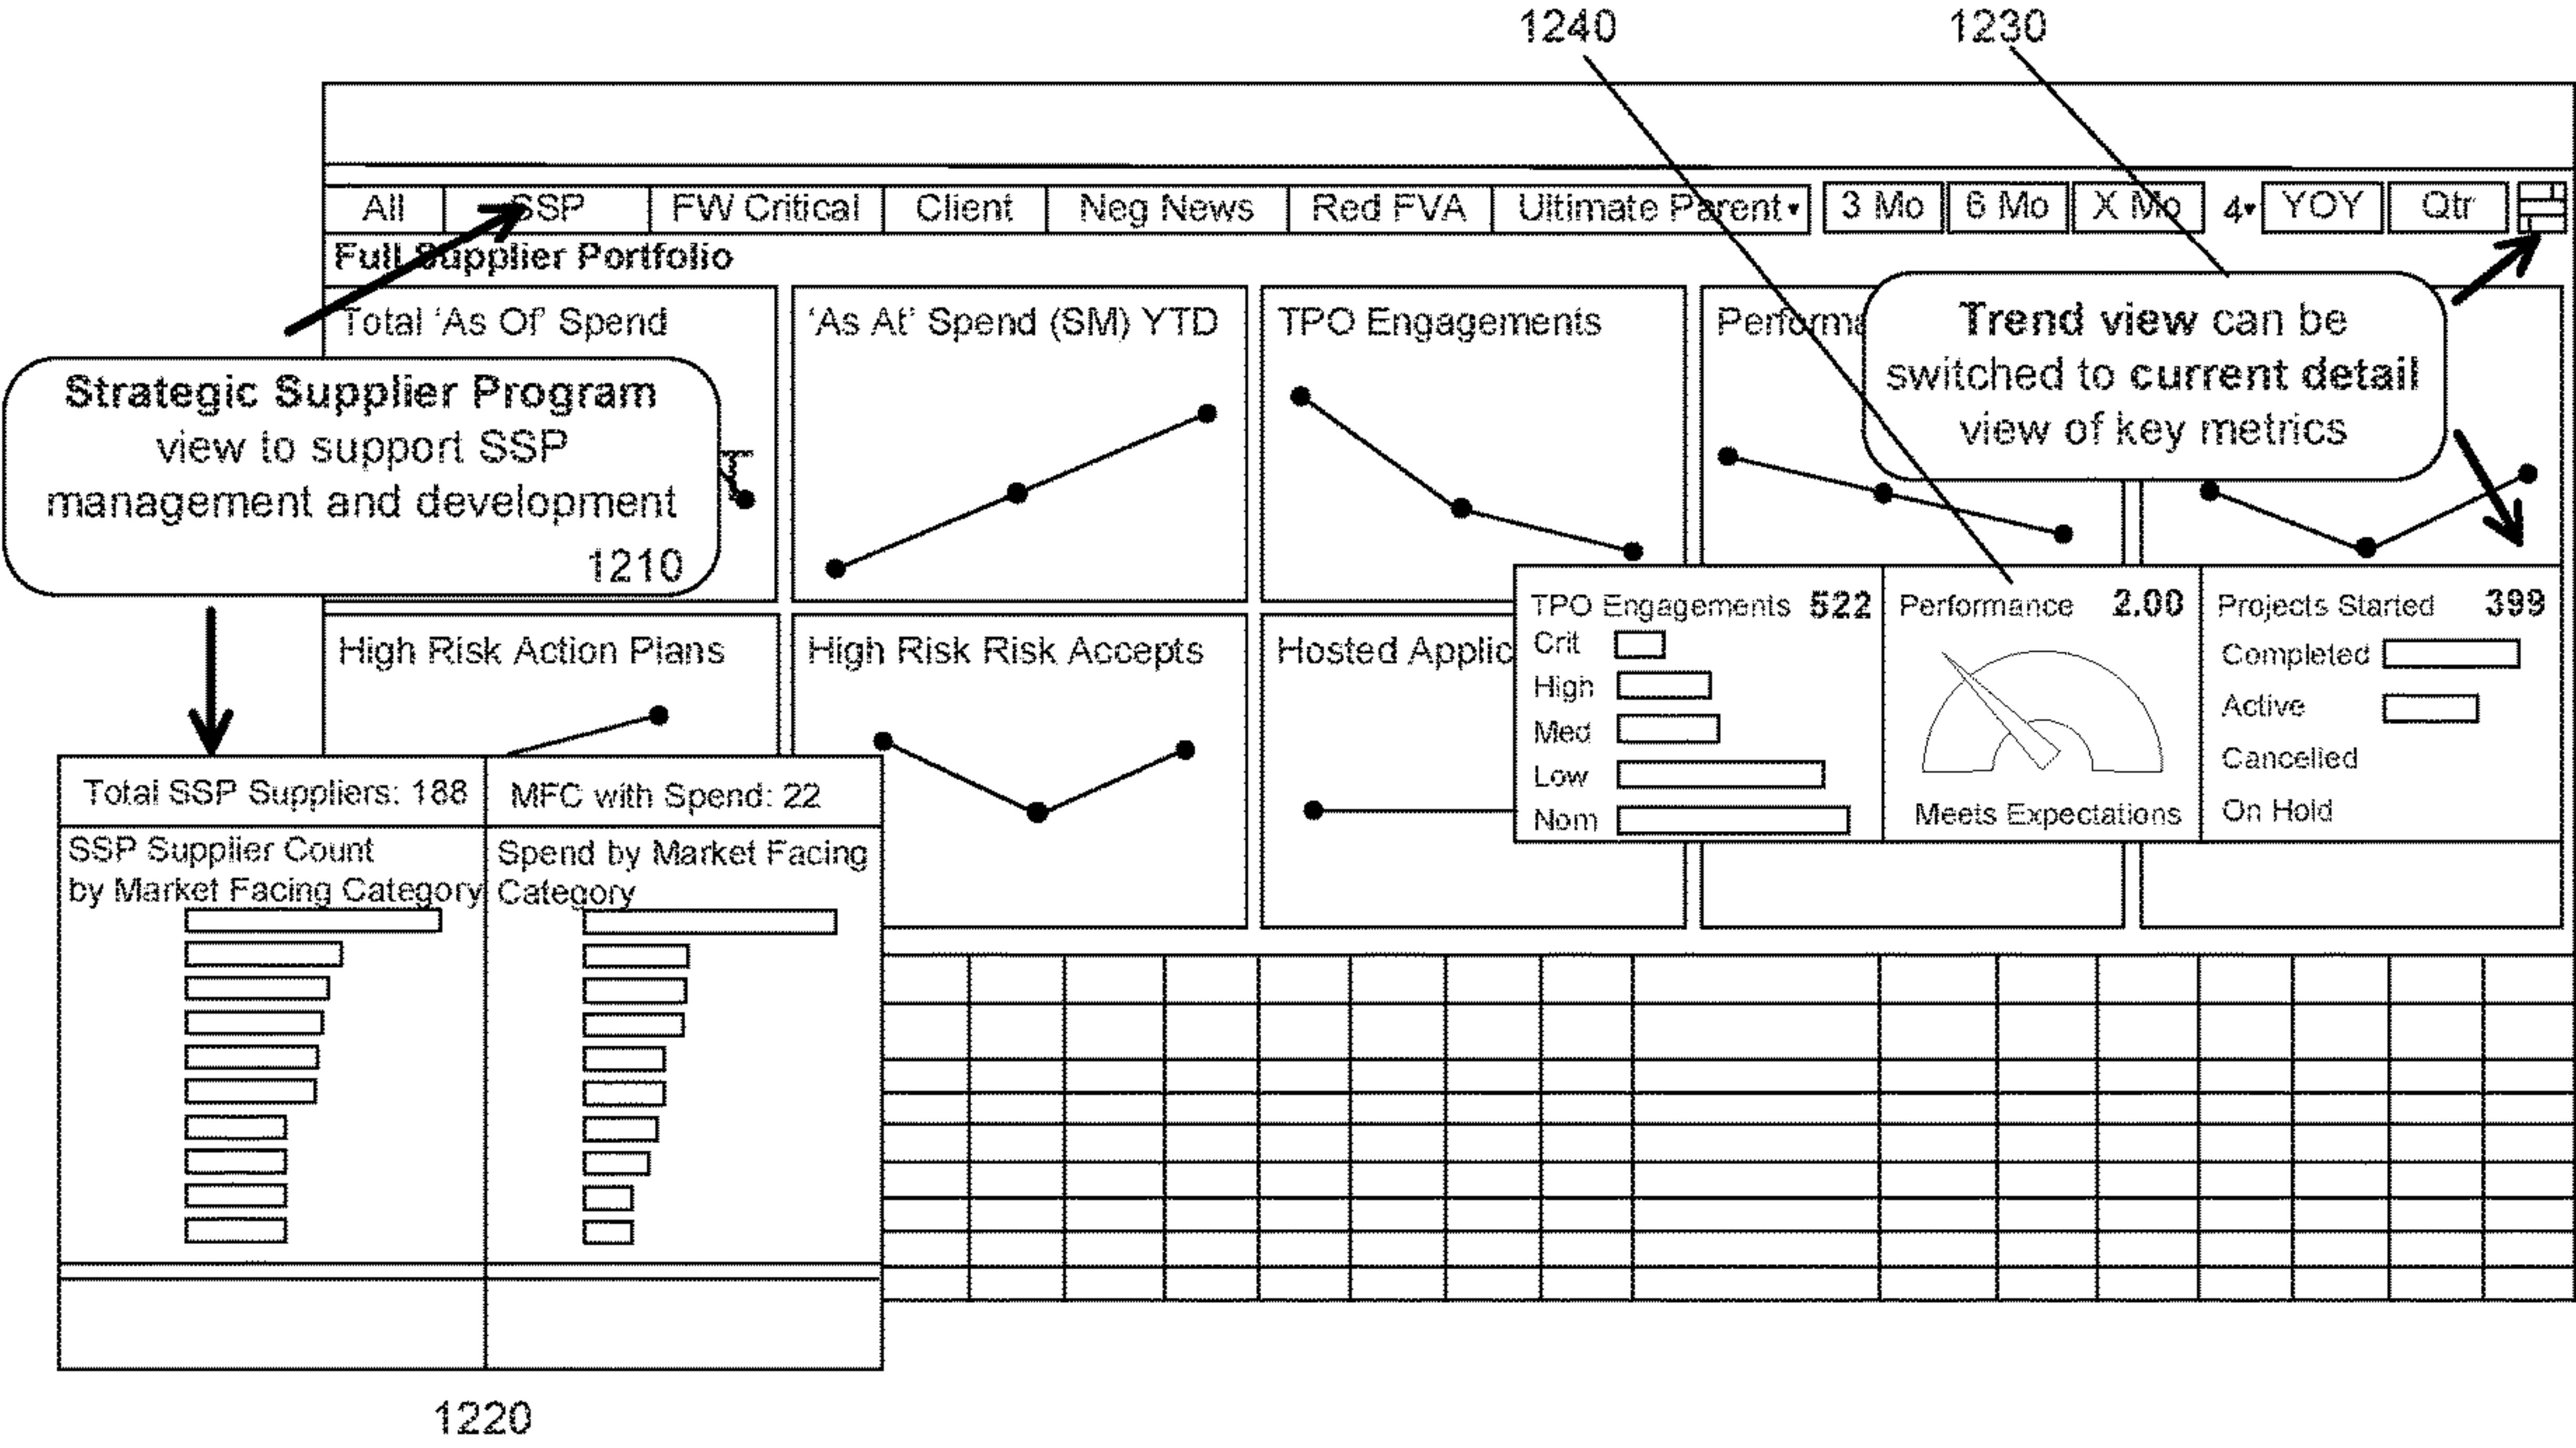 1240
1230
All
SSP
FW Critical
Client
Neg News
Red FVA
Ultimate Parent
3 Mo
6 Mo
X Mo
4
YOY
Qtr
Full Supplier Portfolio
Total 'As Of' Spend
'As At' Spend (SM) YTD
TPO Engagements
Performa
Trend view can be
switched to current detail
view of key metrics
Strategic Supplier Program
view to support SSP
management and development
1210
High Risk Action Plans
High Risk Risk Accepts
Hosted Applic
TPO Engagements 522
Crit
High
Med
Low
Nom
Performance 2.00
Meets Expectations
Projects Started 399
Completed
Active
Cancelled
On Hold
Total SSP Suppliers: 188
MFC with Spend: 22
SSP Supplier Count
by Market Facing Category
Spend by Market Facing
Category
1220